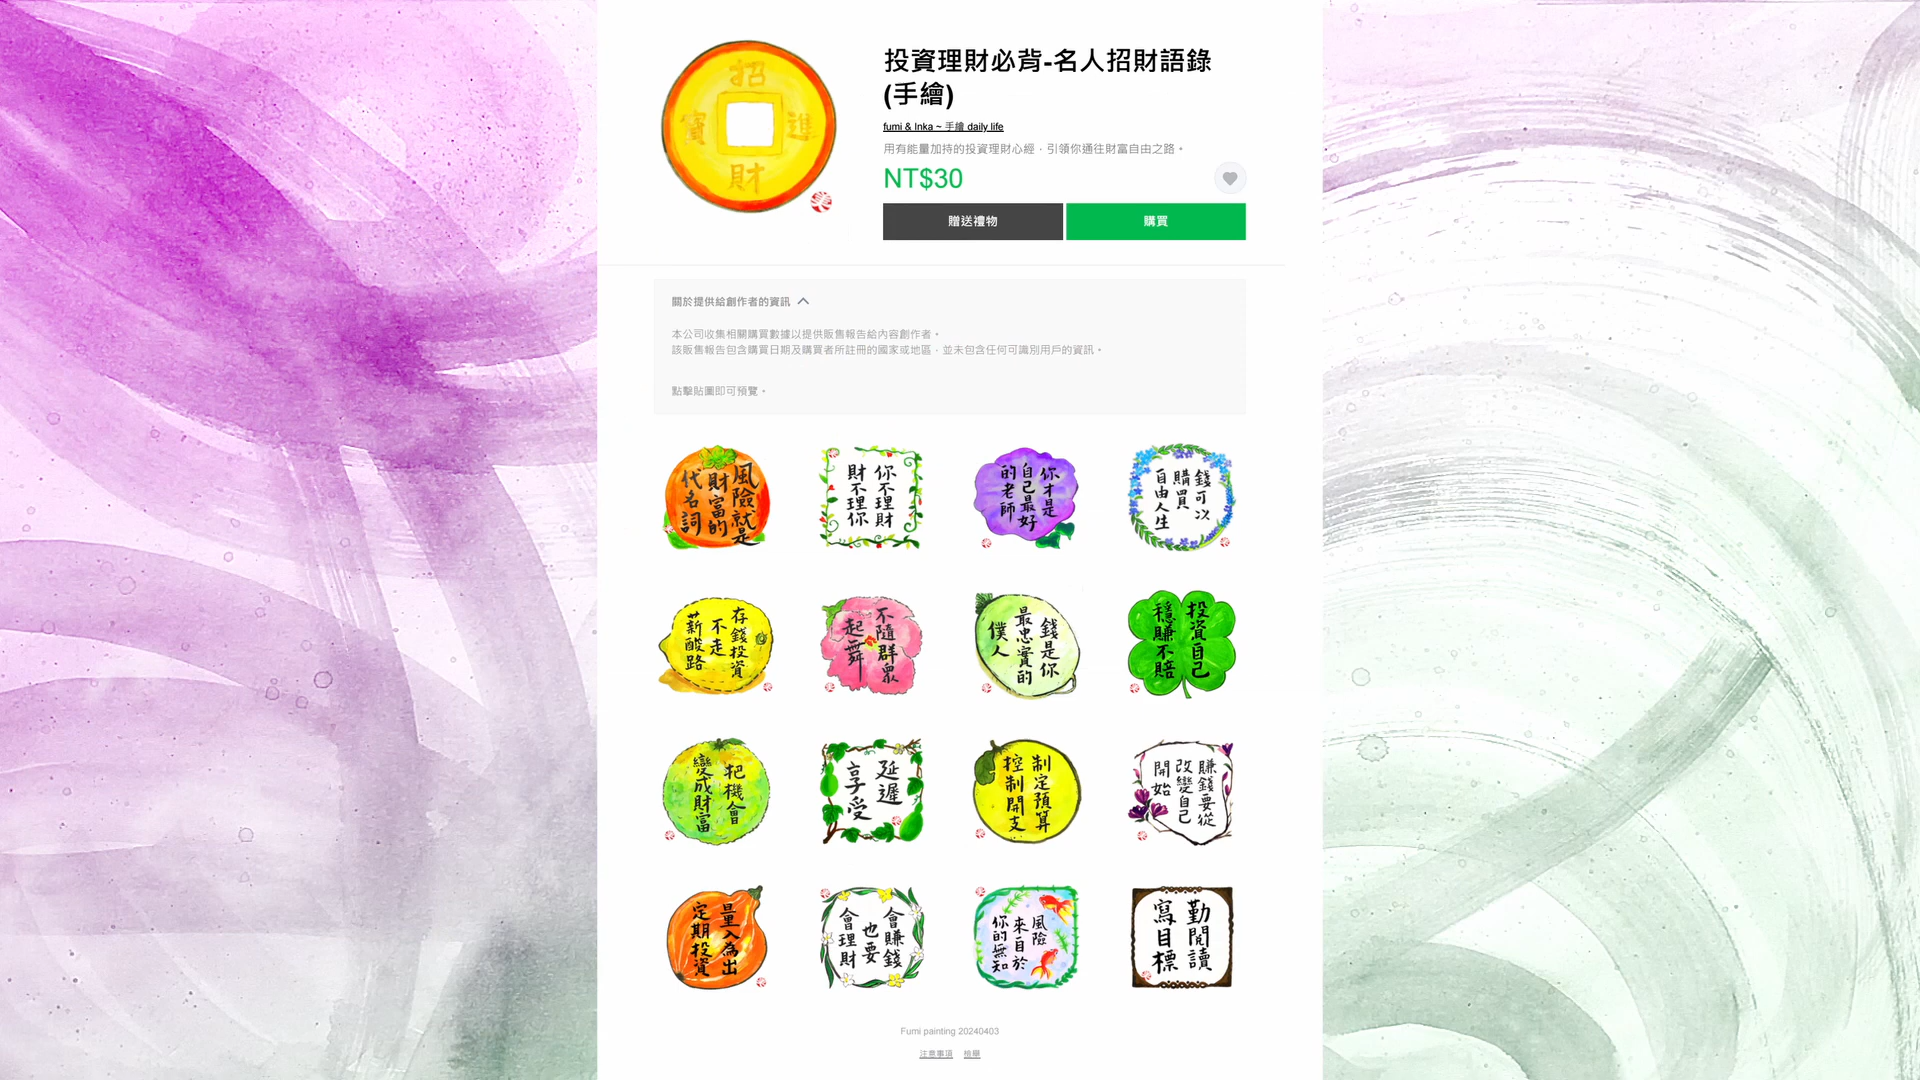 招
寶 進
財
投資理財必背-名人招財語錄
(手繪)
fumi & Inka ~ 手繪 daily life
用有能量加持的投資理財心經，引領你通往財富自由之路。
NT$30
贈送禮物
購買
關於提供給創作者的資訊
本公司收集相關購買數據以提供販售報告給內容創作者。
該販售報告包含購買日期及購買者所註冊的國家或地區，並未包含任何可識別用戶的資訊。
點擊貼圖即可預覽。
風險就是
財富的
代名詞
你不理財
財不理你
你才是
自己最好
的老師
錢可以
購買
自由人生
存錢投資
不走
薪酸路
不隨群眾
起舞
錢是你
最忠實的
僕人
投資自己
穩賺不賠
把機會
變成財富
延遲
享受
制定預算
控制開支
賺錢要從
改變自己
開始
量入為出
定期投資
會賺錢
也要
會理財
風險
來自於
你的無知
勤閱讀
寫目標
Fumi painting 20240403
注意事項
檢舉